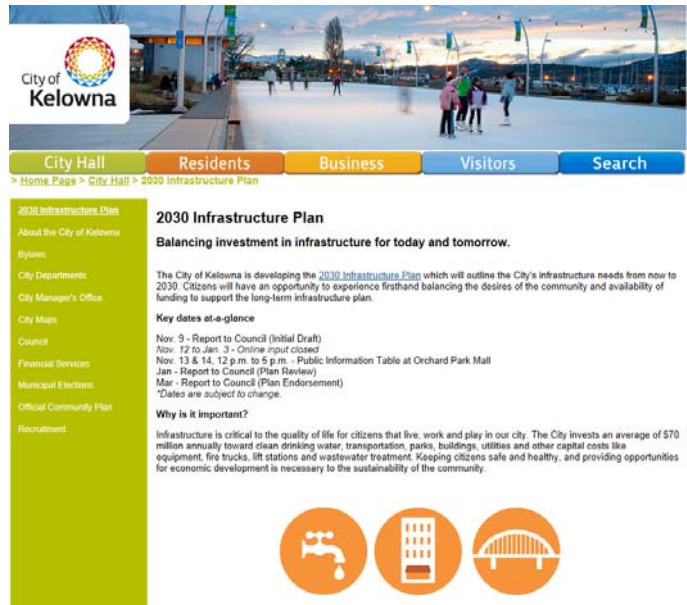 City of
Kelowna
City Hall
Residents
Business
Visitors
Search
> Home Page > City Hall > 2030 Infrastructure Plan
2030 Infrastructure Plan
About the City of Kelowna
Bylaws
City Departments
City Manager's Office
City Maps
Council
Financial Services
Municipal Elections
Official Community Plan
Recruitment
2030 Infrastructure Plan
Balancing investment in infrastructure for today and tomorrow.
The City of Kelowna is developing the 2030 Infrastructure Plan which will outline the City's infrastructure needs from now to
2030. Citizens will have an opportunity to experience firsthand balancing the desires of the community and availability of
funding to support the long-term infrastructure plan.
Key dates at-a-glance
Nov. 9 - Report to Council (Initial Draft)
Nov. 12 to Jan. 3 - Online input closed
Nov. 13 & 14, 12 p.m. to 5 p.m. - Public Information Table at Orchard Park Mall
Jan - Report to Council (Plan Review)
Mar - Report to Council (Plan Endorsement)
*Dates are subject to change.
Why is it important?
Infrastructure is critical to the quality of life for citizens that live, work and play in our city. The City invests an average of $70
million annually toward clean drinking water, transportation, parks, buildings, utilities and other capital costs like
equipment, fire trucks, lift stations and wastewater treatment. Keeping citizens safe and healthy, and providing opportunities
for economic development is necessary to the sustainability of the community.